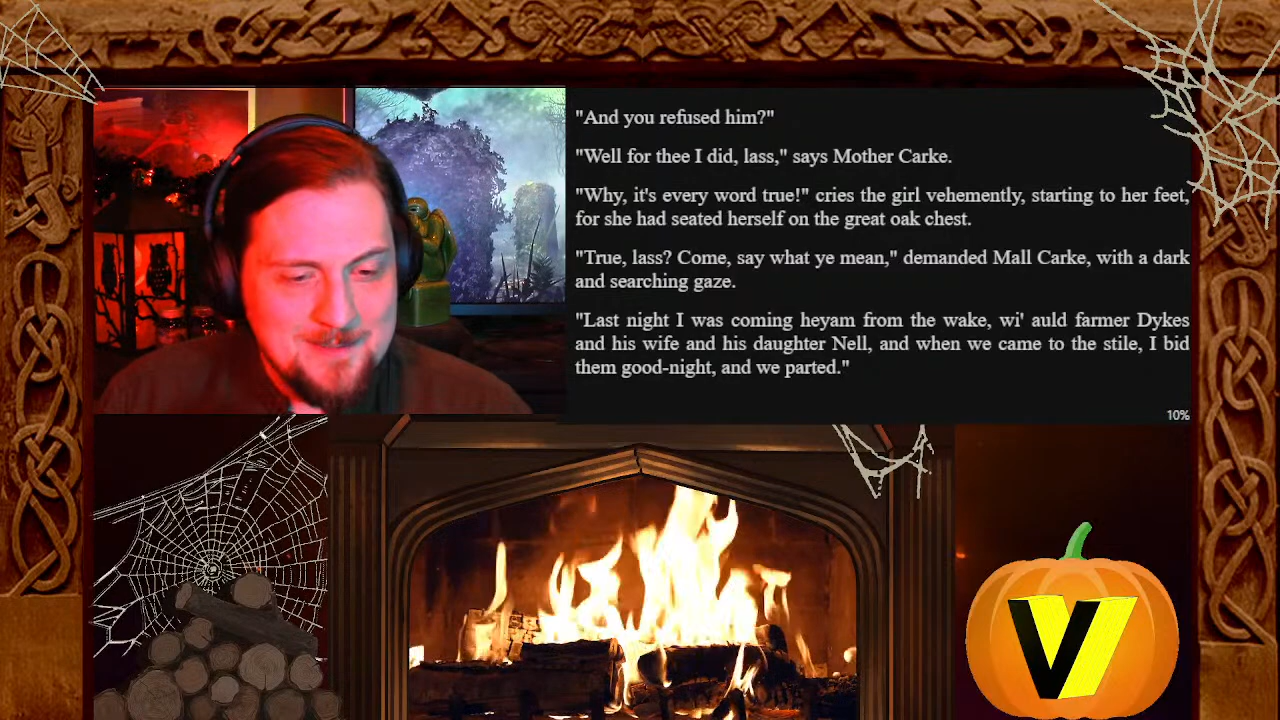 "And you refused him?"
"Well for thee I did, lass," says Mother Carke.
"Why, it's every word true!" cries the girl vehemently, starting to her feet,
for she had seated herself on the great oak chest.
"True, lass? Come, say what ye mean," demanded Mall Carke, with a dark
and searching gaze.
"Last night I was coming heyam from the wake, wi' auld farmer Dykes
and his wife and his daughter Nell, and when we came to the stile, I bid
them good-night, and we parted."
10%
V